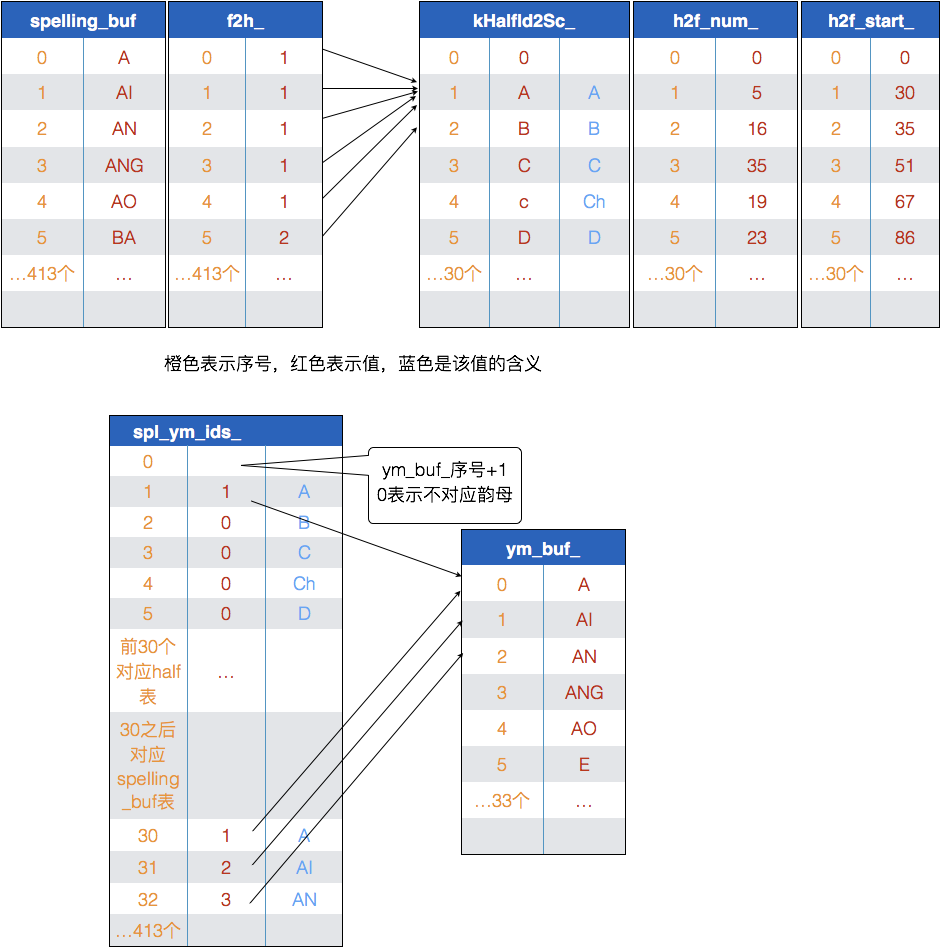 spelling_buf f2h_ kHalfId2Sc_ h2f_num_ h2f_start_
0 A 0 1 0 0 0 0 0 0
1 AI 1 1 1 A A 1 5 1 30
2 AN 2 1 2 B B 2 16 2 35
3 ANG 3 1 3 C C 3 35 3 51
4 AO 4 1 4 c Ch 4 19 4 67
5 BA 5 2 5 D D 5 23 5 86
...413个 ... ...413个 ... ...30个 ... ...30个 ... ...30个 ...
橙色表示序号，红色表示值，蓝色是该值的含义
spl_ym_ids_
0
1 1 A
2 0 B
3 0 C
4 0 Ch
5 0 D
前30个
对应half
表
...
30之后
对应
spelling
_buf表
30 1 A
31 2 AI
32 3 AN
...413个
ym_buf_序号+1
0表示不对应韵母
ym_buf_
0 A
1 AI
2 AN
3 ANG
4 AO
5 E
...33个 ...